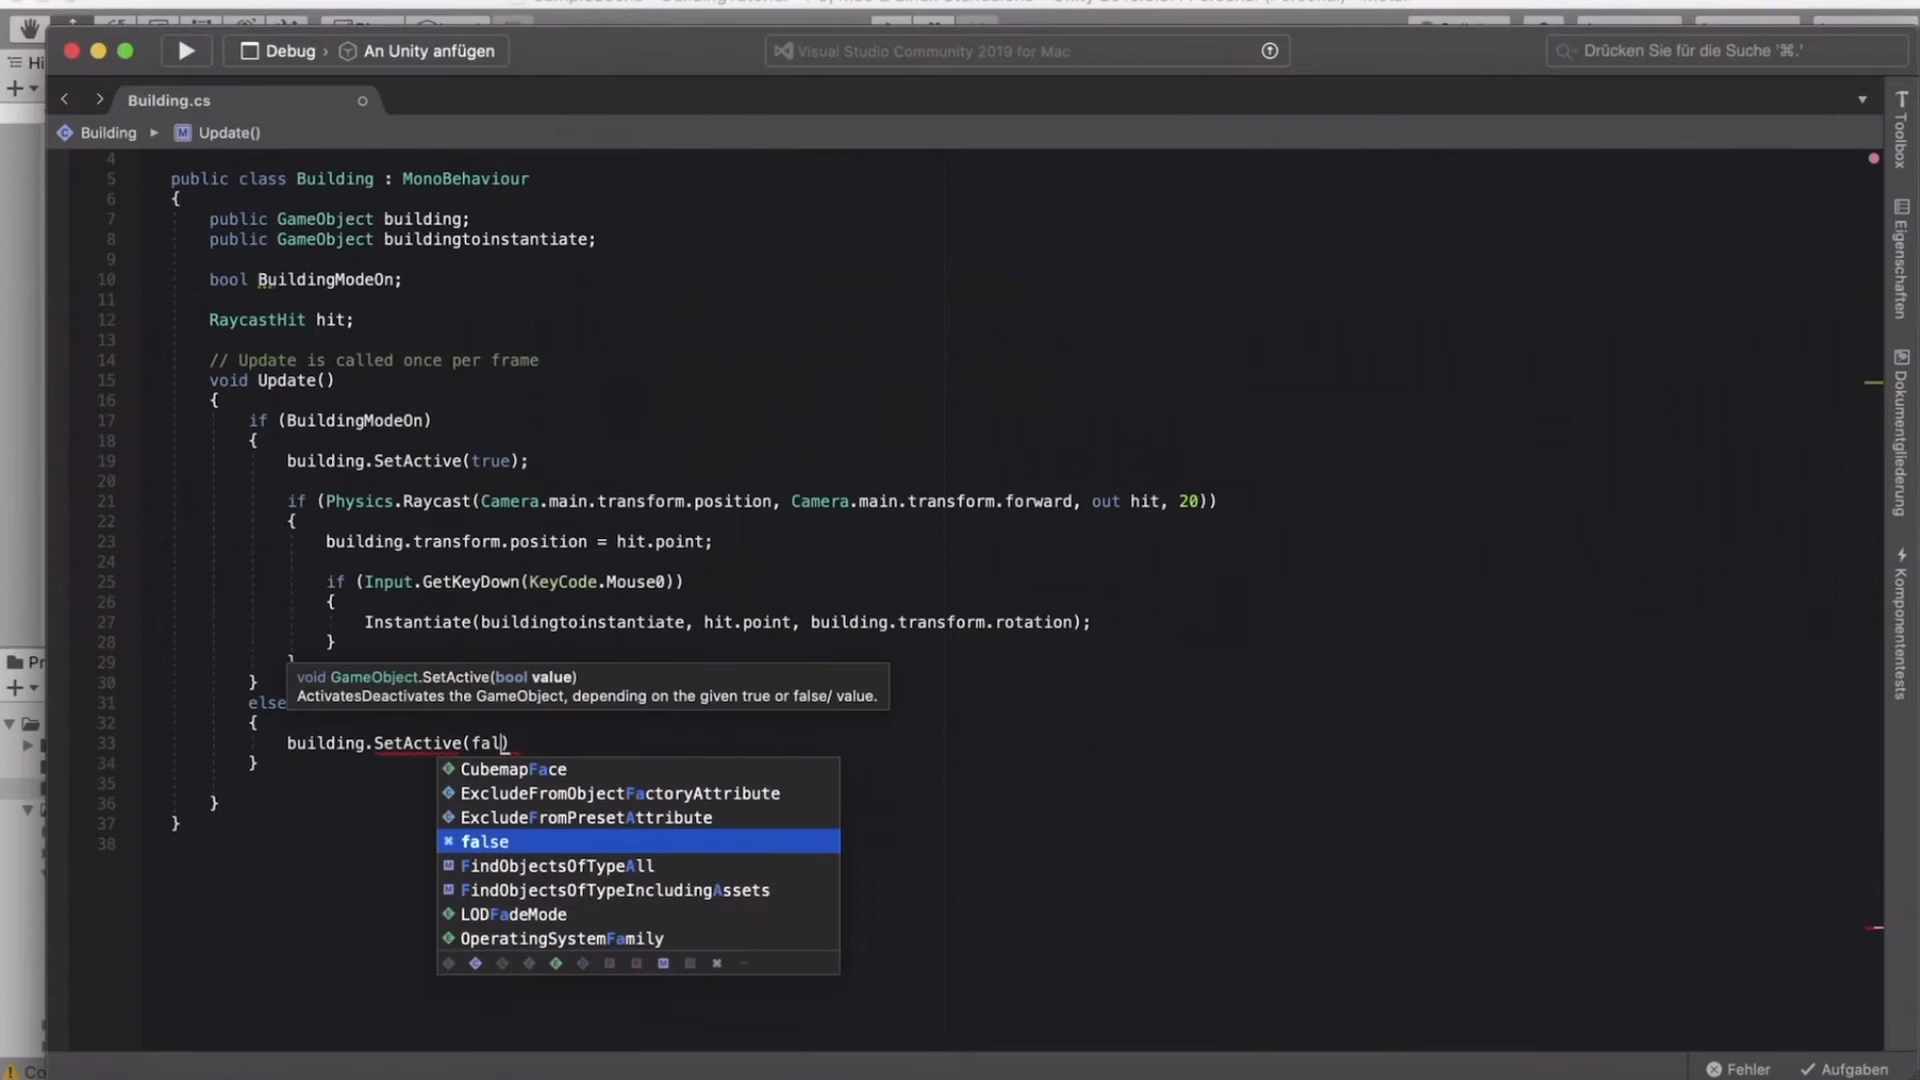 Debug › An Unity anfügen
Visual Studio Community 2019 for Mac
Drücken Sie für die Suche '⌘.'
Hi
Building.cs
Building
Update()
4
5 public class Building : MonoBehaviour
6 {
7 public GameObject building;
8 public GameObject buildingtoinstantiate;
9
10 bool BuildingModeOn;
11
12 RaycastHit hit;
13
14 // Update is called once per frame
15 void Update()
16 {
17 if (BuildingModeOn)
18 {
19 building.SetActive(true);
20
21 if (Physics.Raycast(Camera.main.transform.position, Camera.main.transform.forward, out hit, 20))
22 {
23 building.transform.position = hit.point;
24
25 if (Input.GetKeyDown(KeyCode.Mouse0))
26 {
27 Instantiate(buildingtoinstantiate, hit.point, building.transform.rotation);
28 }
29 }
void GameObject.SetActive(bool value)
30 }
ActivatesDeactivates the GameObject, depending on the given true or false/ value.
31 else
32 {
33 building.SetActive(fal)
34 }
35
36 }
37 }
38
CubemapFace
ExcludeFromObjectFactoryAttribute
ExcludeFromPresetAttribute
false
FindObjectsOfTypeAll
FindObjectsOfTypeIncludingAssets
LODFadeMode
OperatingSystemFamily
Toolbox
Eigenschaften
Dokumentgliederung
Komponententests
Pr
Co
Fehler
Aufgaben